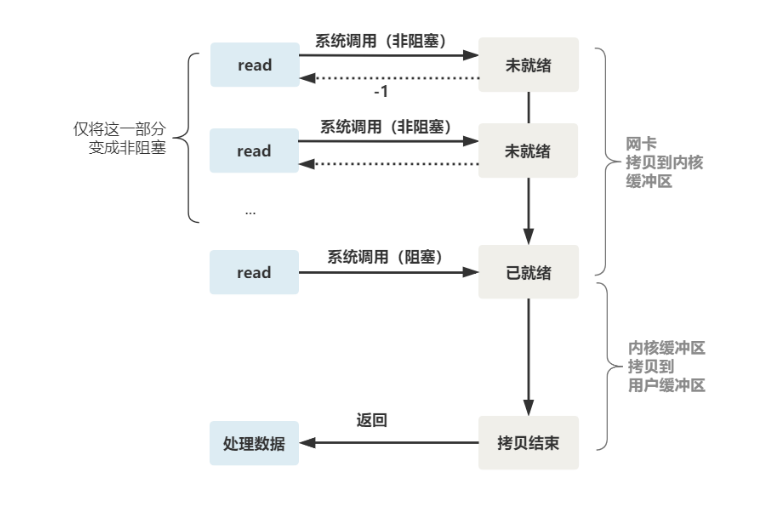 系统调用（非阻塞）
read
未就绪
-1
仅将这一部分
变成非阻塞
系统调用（非阻塞）
read
未就绪
网卡
拷贝到内核
缓冲区
...
系统调用（阻塞）
read
已就绪
内核缓冲区
拷贝到
用户缓冲区
返回
处理数据
拷贝结束